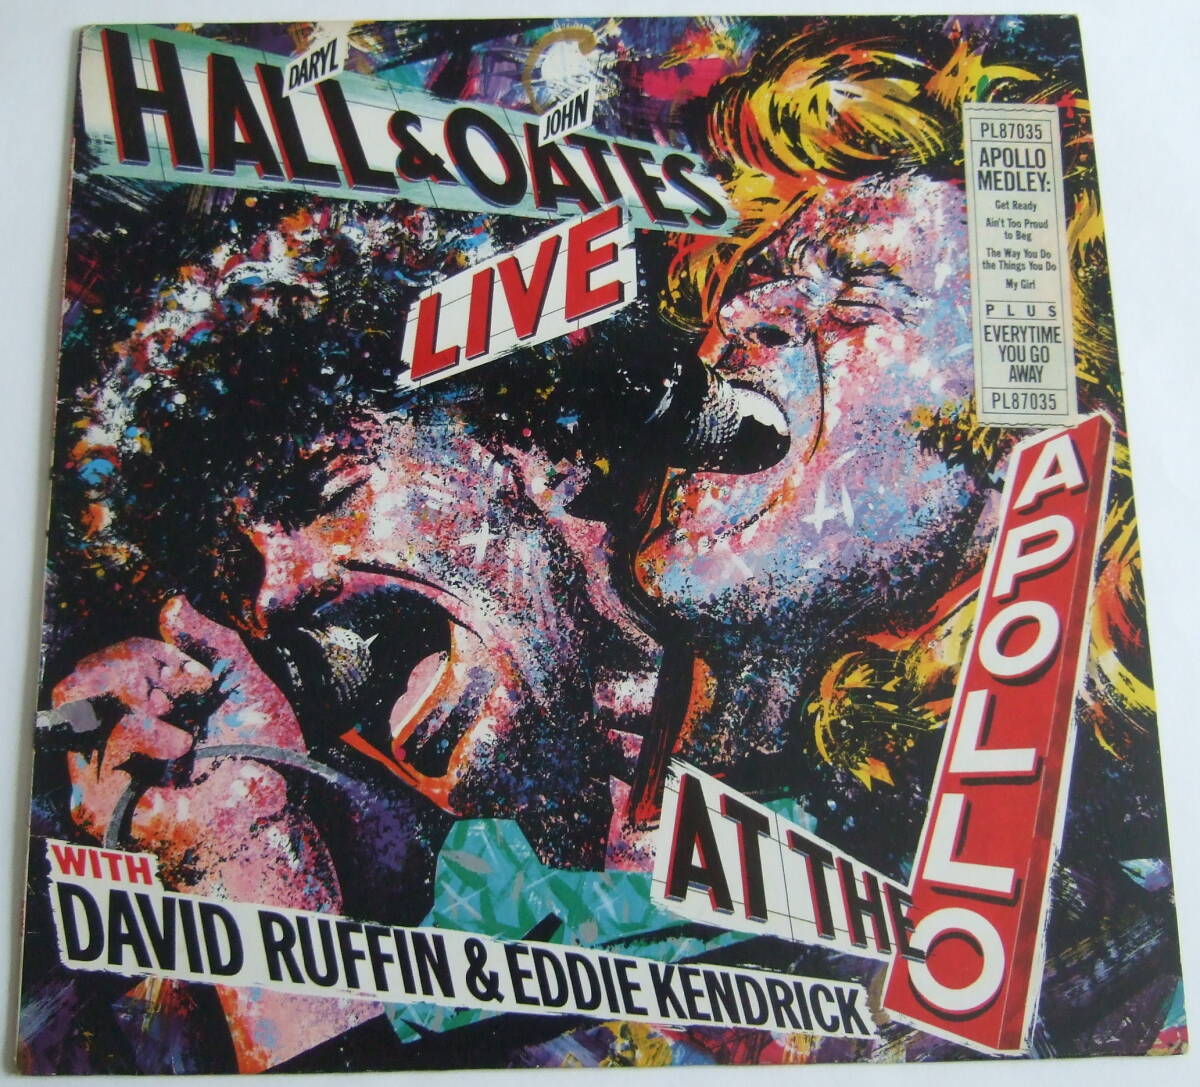 DARYL
HALL & OATES
JOHN
LIVE
AT THE
APOLLO
WITH
DAVID RUFFIN & EDDIE KENDRICK
PL87035
APOLLO
MEDLEY:
Get Ready
Ain't Too Proud
to Beg
The Way You Do
the Things You Do
My Girl
PLUS
EVERYTIME
YOU GO
AWAY
PL87035